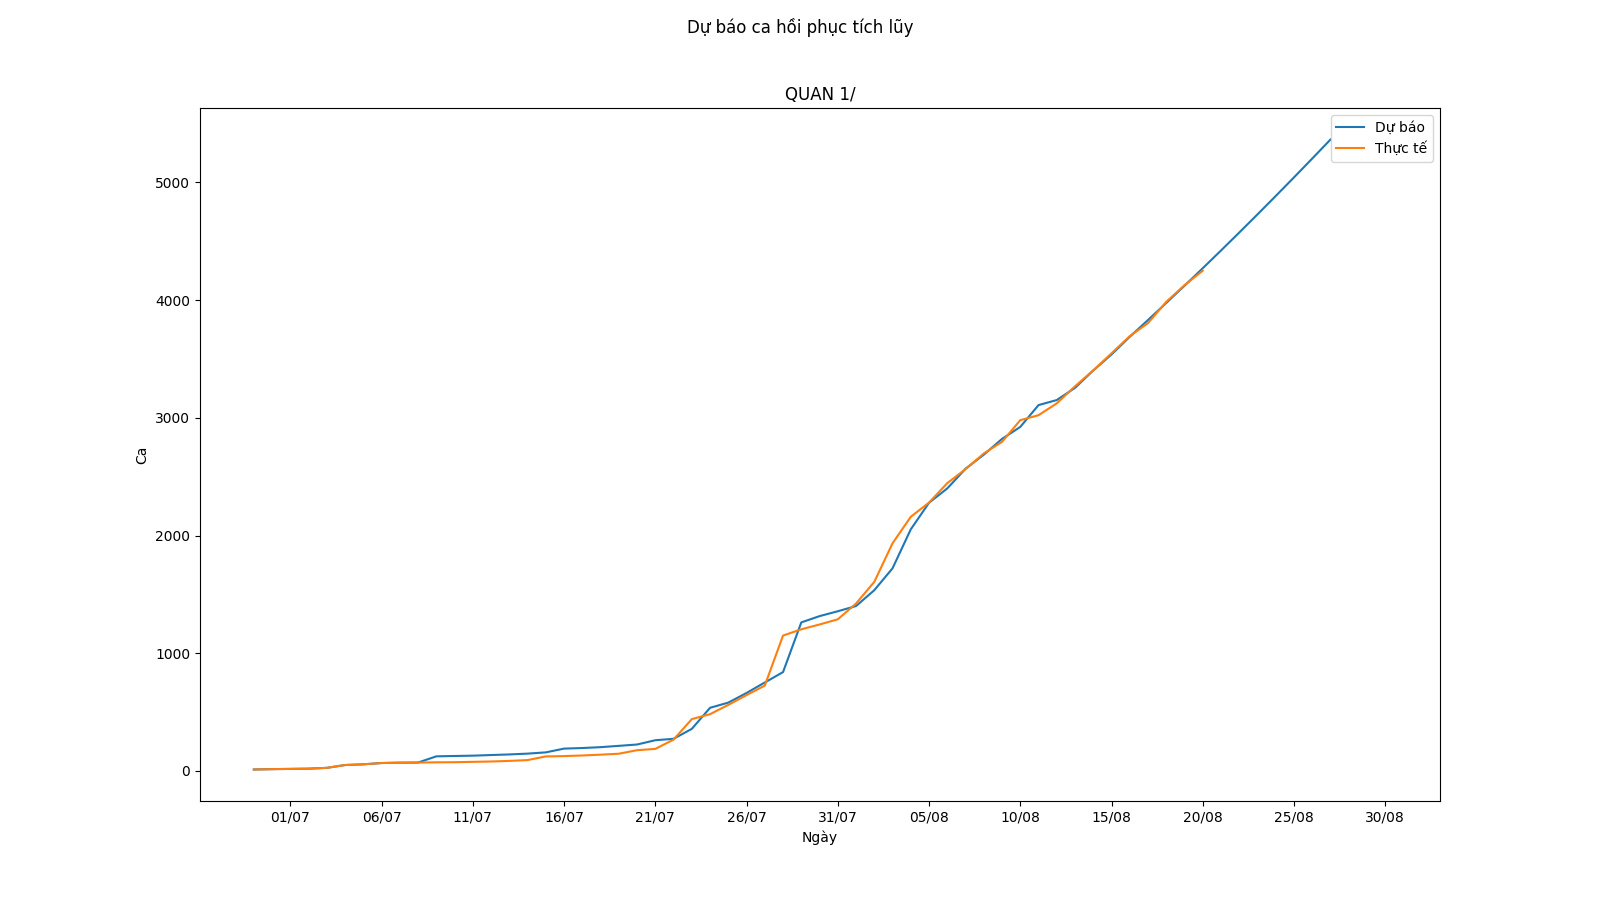 Dự báo ca hồi phục tích lũy
QUAN 1/
Dự báo
Thực tế
5000
4000
3000
2000
1000
0
Ca
01/07 06/07 11/07 16/07 21/07 26/07 31/07 05/08 10/08 15/08 20/08 25/08 30/08
Ngày